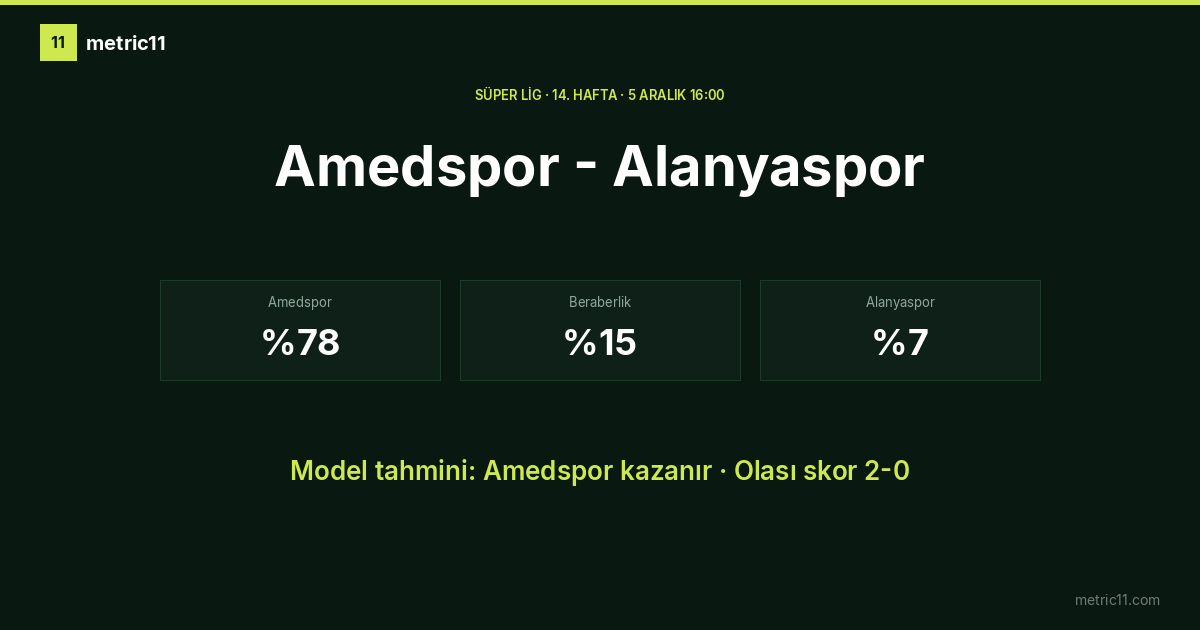 11 metric11
SÜPER LİG · 14. HAFTA · 5 ARALIK 16:00
Amedspor - Alanyaspor
Amedspor
%78
Beraberlik
%15
Alanyaspor
%7
Model tahmini: Amedspor kazanır · Olası skor 2-0
metric11.com